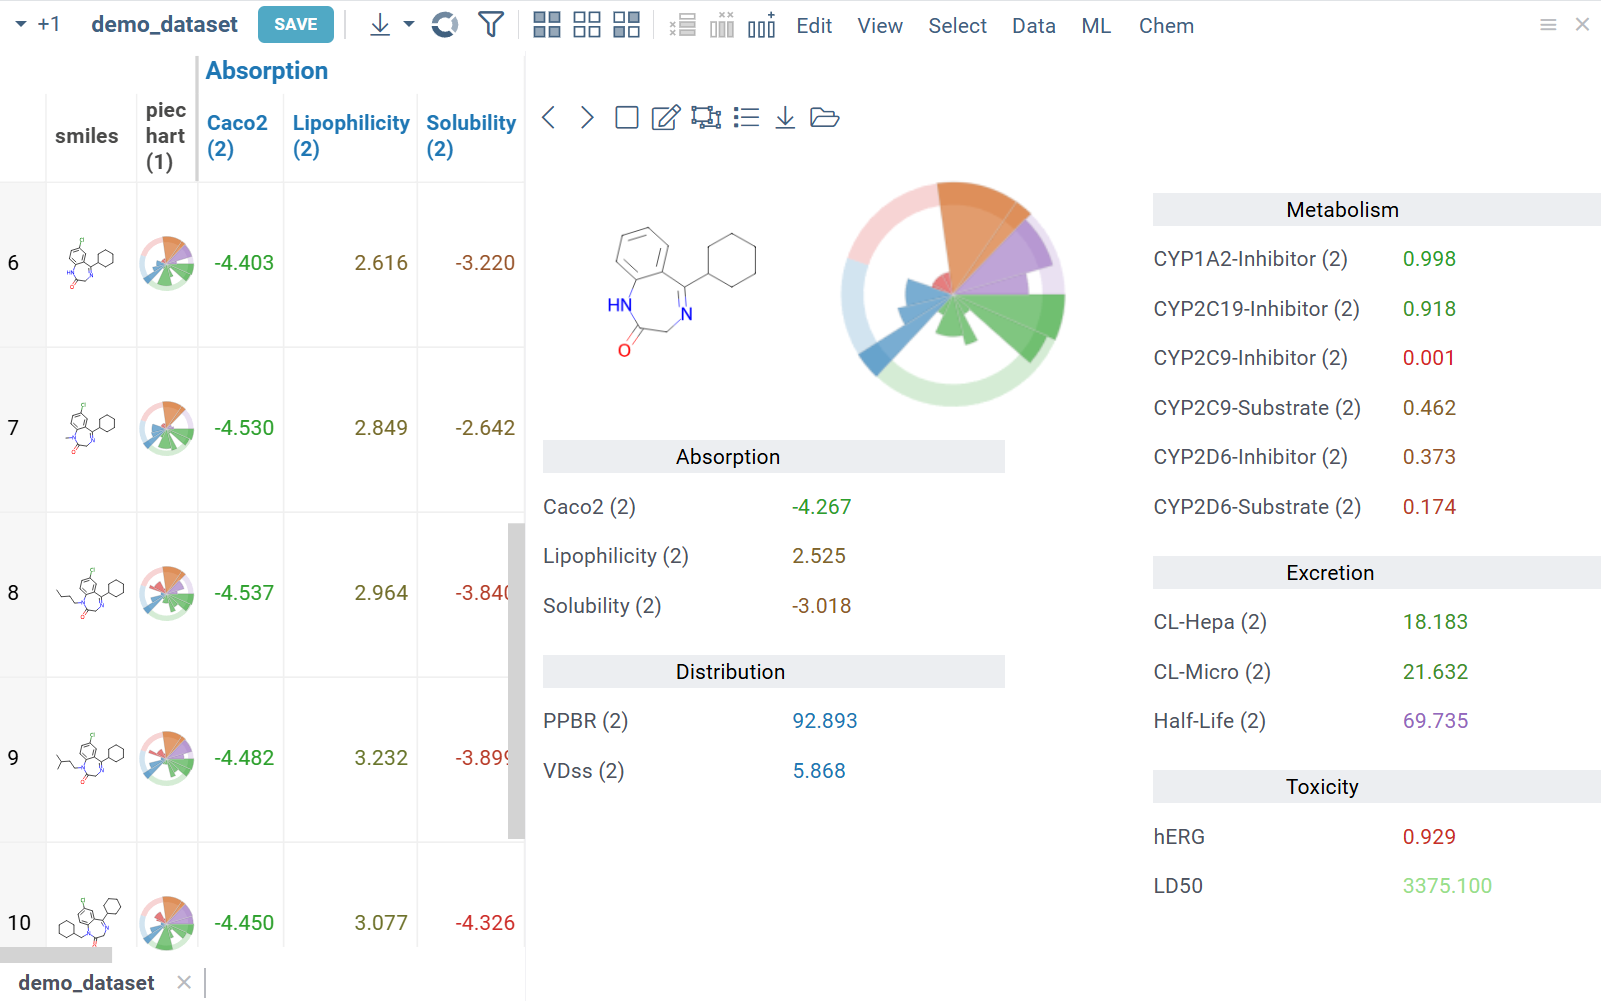 +1 demo_dataset SAVE Edit View Select Data ML Chem
Absorption
smiles
piec
hart
(1)
Caco2
(2)
Lipophilicity
(2)
Solubility
(2)
6 -4.403 2.616 -3.220
7 -4.530 2.849 -2.642
8 -4.537 2.964 -3.840
9 -4.482 3.232 -3.899
10 -4.450 3.077 -4.326
demo_dataset
HN
N
O
Absorption
Caco2 (2) -4.267
Lipophilicity (2) 2.525
Solubility (2) -3.018
Distribution
PPBR (2) 92.893
VDss (2) 5.868
Metabolism
CYP1A2-Inhibitor (2) 0.998
CYP2C19-Inhibitor (2) 0.918
CYP2C9-Inhibitor (2) 0.001
CYP2C9-Substrate (2) 0.462
CYP2D6-Inhibitor (2) 0.373
CYP2D6-Substrate (2) 0.174
Excretion
CL-Hepa (2) 18.183
CL-Micro (2) 21.632
Half-Life (2) 69.735
Toxicity
hERG 0.929
LD50 3375.100